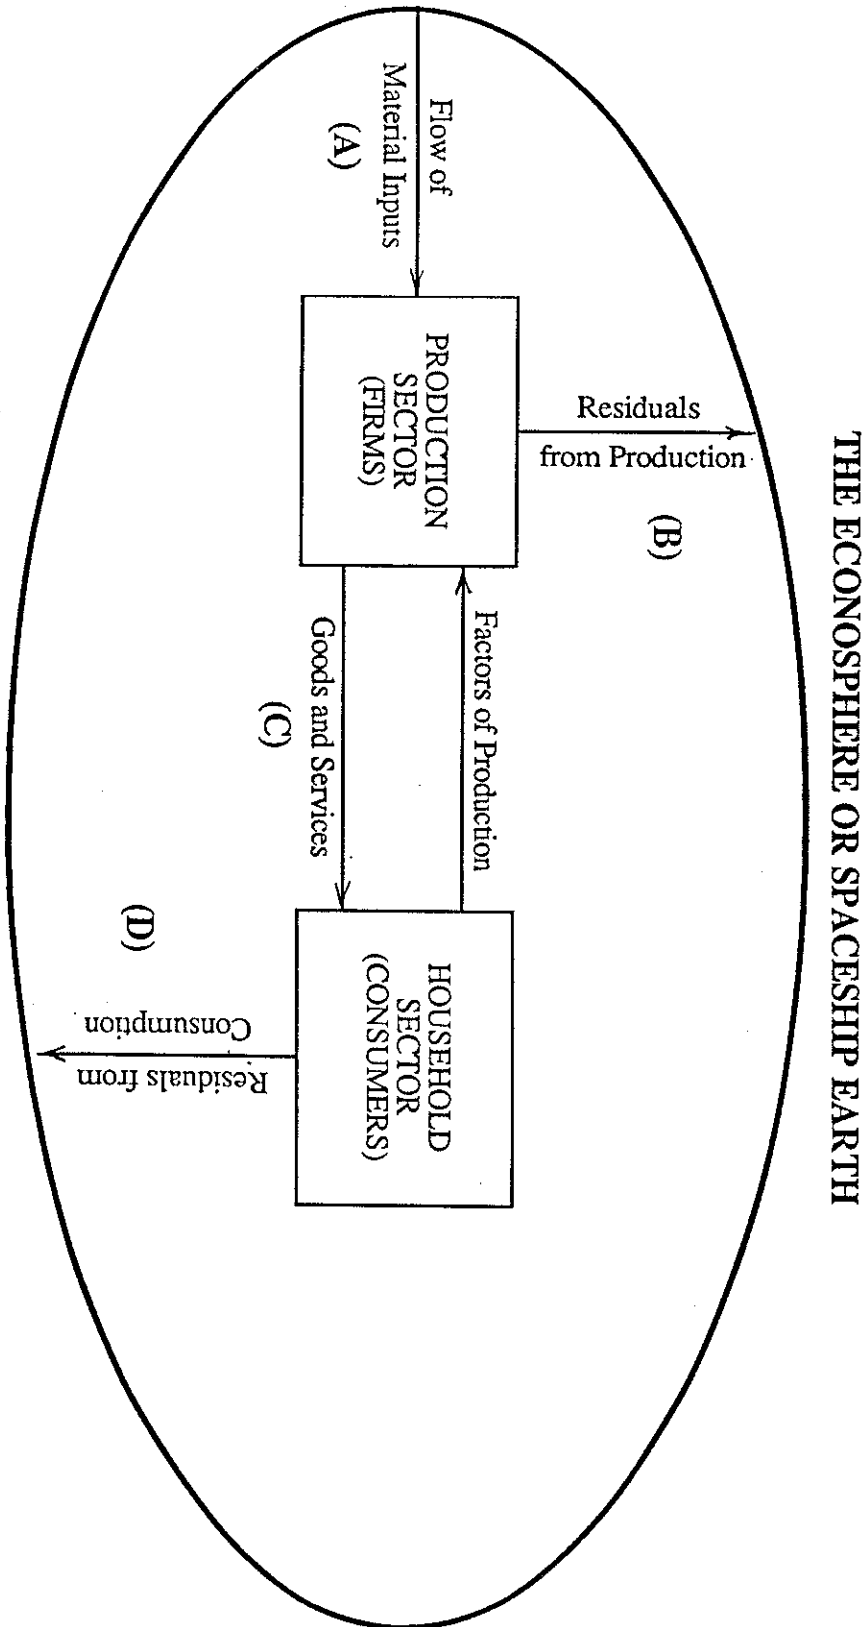 THE ECONOSPHERE OR SPACESHIP EARTH
Residuals
from Production
(B)
Flow of
Material Inputs
(A)
PRODUCTION
SECTOR
(FIRMS)
Factors of Production
Goods and Services
(C)
HOUSEHOLD
SECTOR
(CONSUMERS)
(D)
Residuals from
Consumption